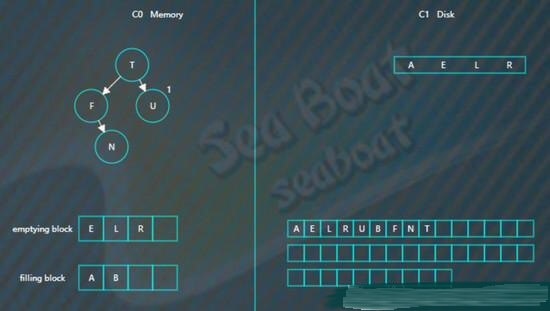 C0 Memory
C1 Disk
T
A E L R
F
U
1
N
Sea Boat
seaboat
emptying block E L R
A E L R U B F N T
filling block A B